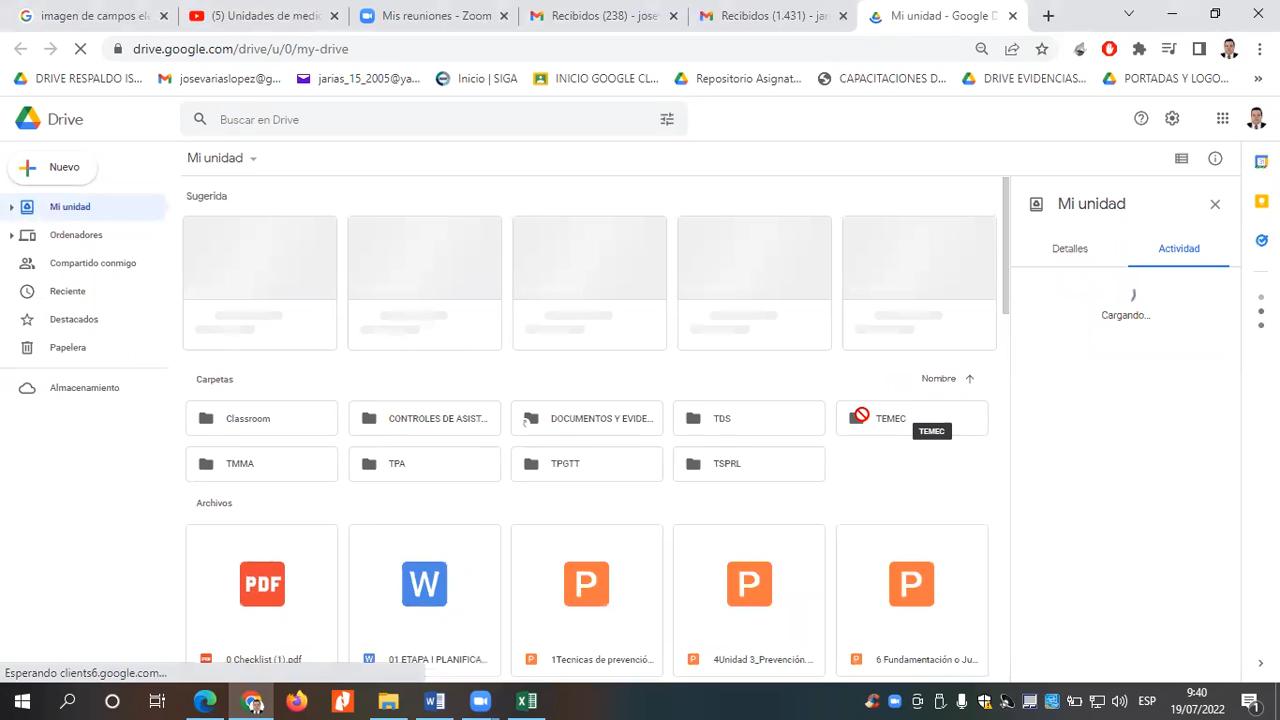 imagen de campos ele
(5) Unidades de medic
Mis reuniones - Zoom
Recibidos (238) - jose
Recibidos (1.431) - jar
Mi unidad - Google D
drive.google.com/drive/u/0/my-drive
DRIVE RESPALDO IS...
josevariaslopez@g...
jarias_15_2005@ya...
Inicio | SIGA
INICIO GOOGLE CL...
Repositorio Asignat...
CAPACITACIONES D...
DRIVE EVIDENCIAS...
PORTADAS Y LOGO...
Drive
Buscar en Drive
Nuevo
Mi unidad
Mi unidad
Ordenadores
Compartido conmigo
Reciente
Destacados
Papelera
Almacenamiento
Sugerida
Mi unidad
Detalles
Actividad
Cargando...
Carpetas
Nombre
Classroom
CONTROLES DE ASIST...
DOCUMENTOS Y EVIDE...
TDS
TEMEC
TEMEC
TMMA
TPA
TPGTT
TSPRL
Archivos
PDF
W
P
P
P
PDF
0 Checklist (1).pdf
W
01 ETAPA I PLANIFICA...
P
1Tecnicas de prevenció...
P
4Unidad 3_Prevención....
P
6 Fundamentación o Ju...
Esperando clients6.google.com...
ESP
9:40
19/07/2022
1